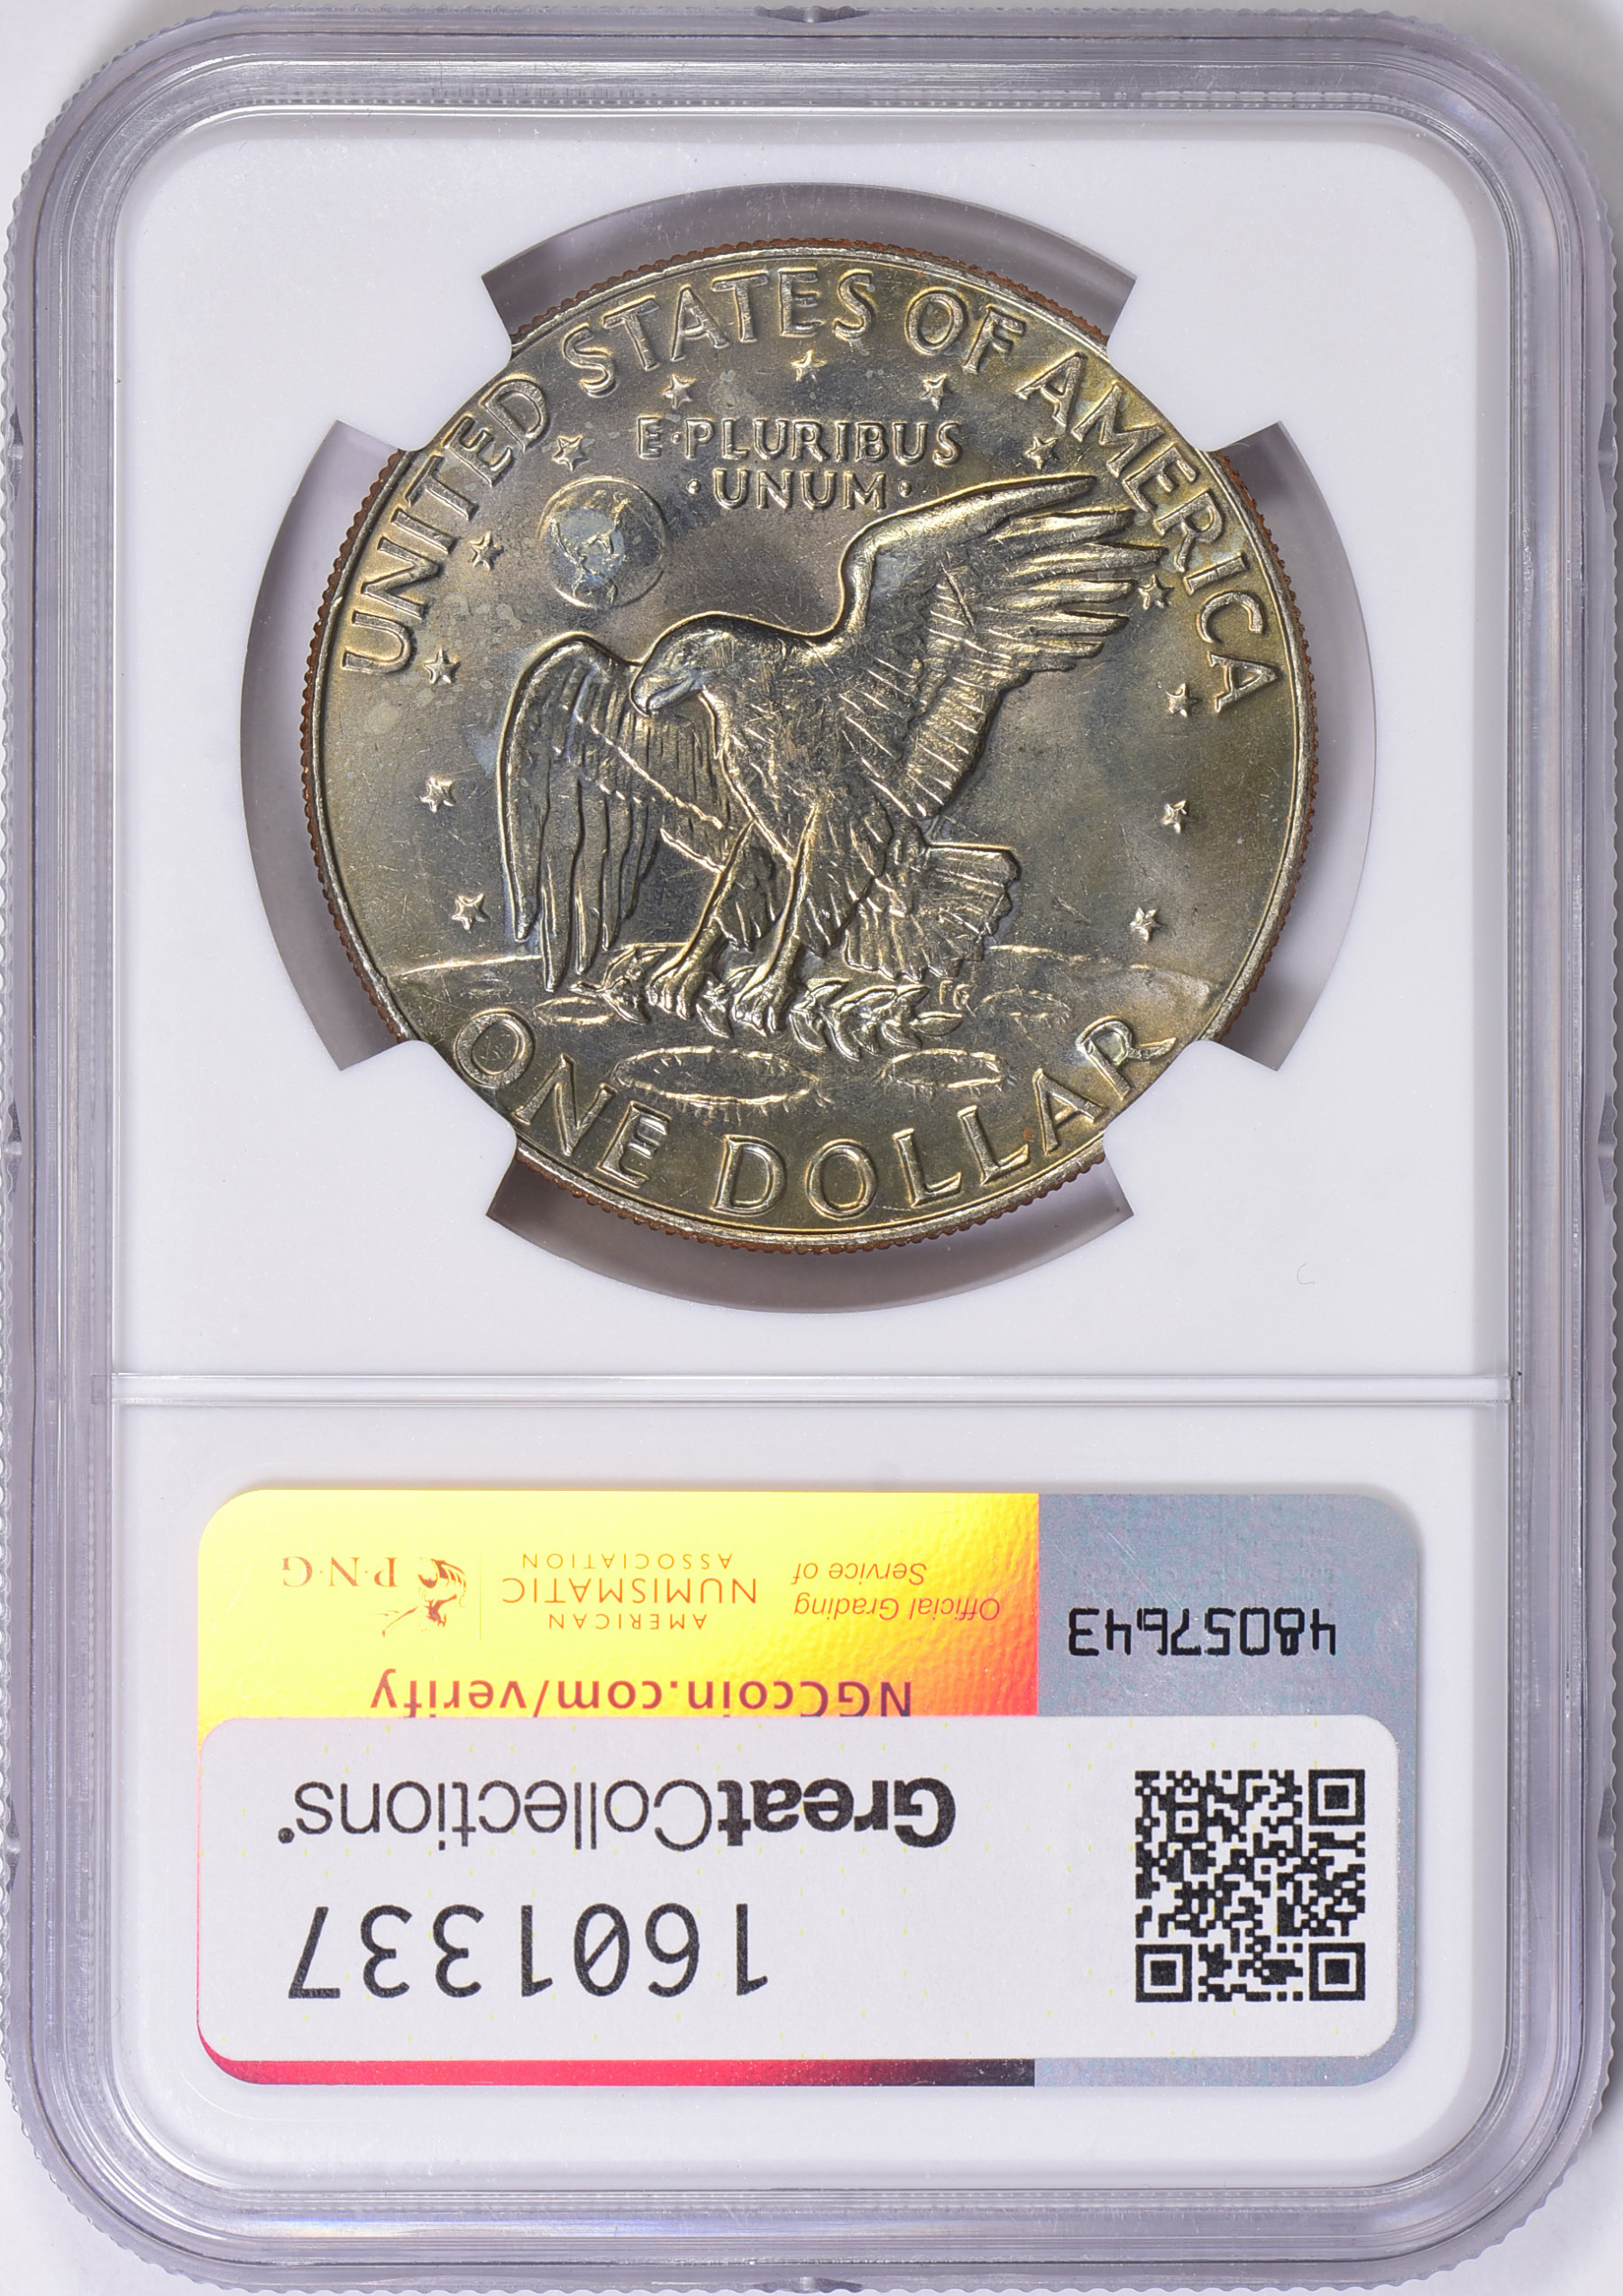 UNITED STATES OF AMERICA
E·PLURIBUS
·UNUM·
ONE DOLLAR
1601337
GreatCollections®
NGCcoin.com/verify
48057643
Official Grading
Service of
AMERICAN
NUMISMATIC
ASSOCIATION
P·N·G